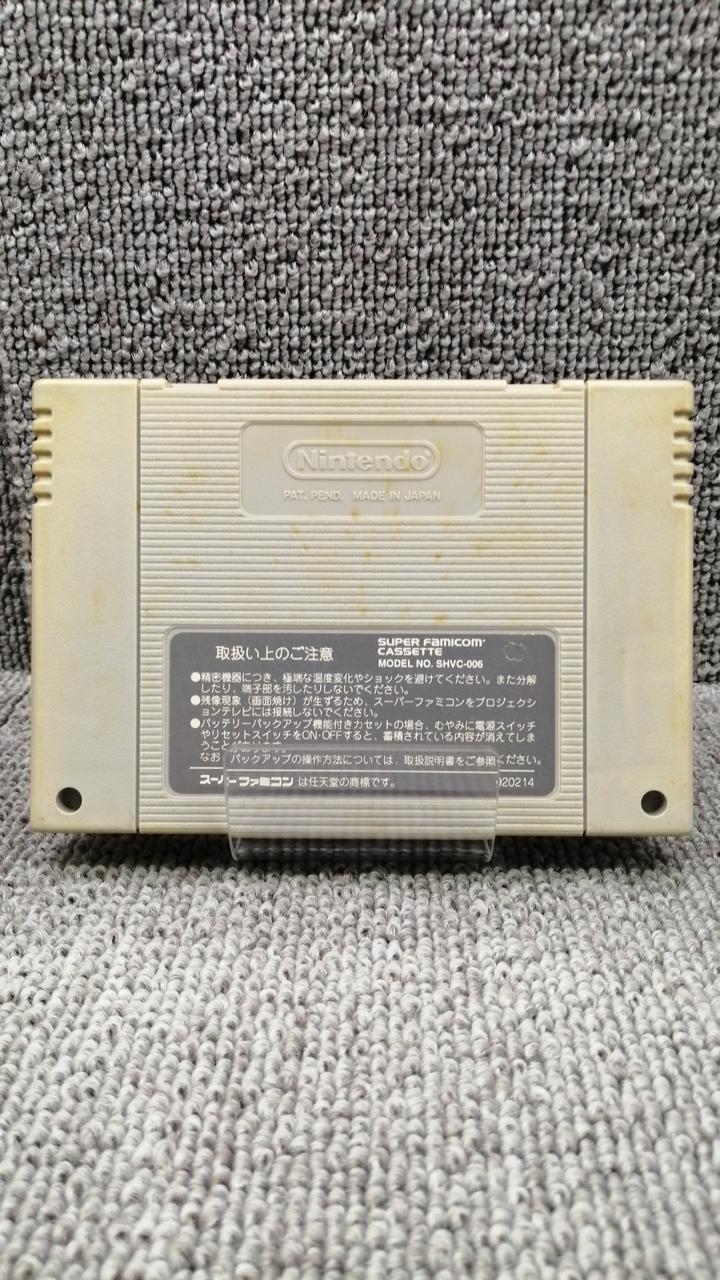 Nintendo
PAT. PEND. MADE IN JAPAN
取扱い上のご注意
SUPER FAMICOM
CASSETTE
MODEL NO. SHVC-006
●精密機器につき、極端な温度変化やショックを避けてください。また分解
したり、端子部を汚したりしないでください。
●残像現象(画面焼け)が生ずるため、スーパーファミコンをプロジェクシ
ョンテレビには接続しないでください。
●バッテリーバックアップ機能付きカセットの場合、むやみに電源スイッチ
やリセットスイッチをON・OFFすると、蓄積されている内容が消えてしま
うことがあります。
なお バックアップの操作方法については、取扱説明書をご参照ください。
スーパーファミコン は任天堂の商標です。
920214